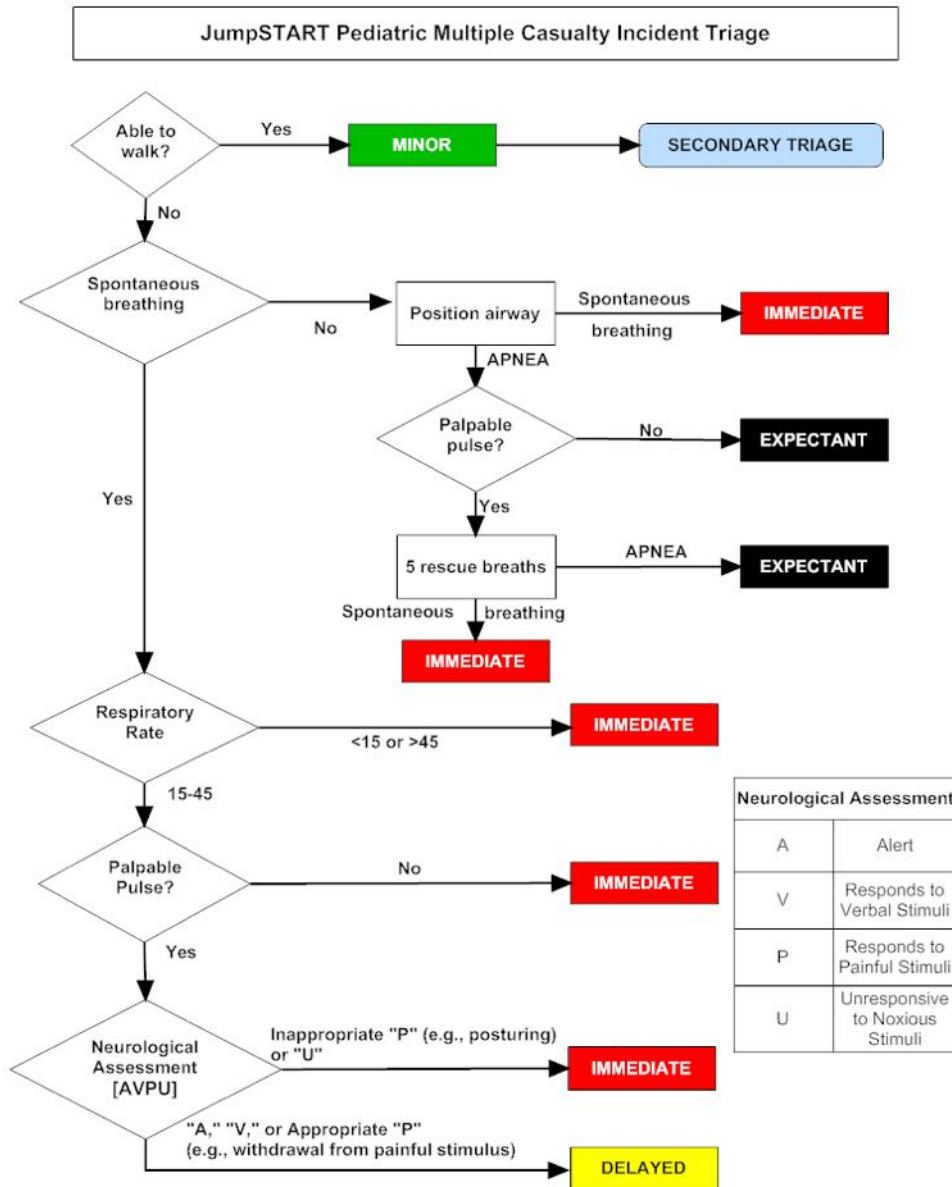 JumpSTART Pediatric Multiple Casualty Incident Triage
Able to
walk?
Yes
MINOR
SECONDARY TRIAGE
No
Spontaneous
breathing
No
Position airway
Spontaneous
breathing
IMMEDIATE
APNEA
Palpable
pulse?
No
EXPECTANT
Yes
Yes
5 rescue breaths
APNEA
EXPECTANT
Spontaneous breathing
IMMEDIATE
Respiratory
Rate
<15 or >45
IMMEDIATE
15-45
Palpable
Pulse?
No
IMMEDIATE
Yes
Neurological
Assessment
[AVPU]
Inappropriate "P" (e.g., posturing)
or "U"
IMMEDIATE
"A," "V," or Appropriate "P"
(e.g., withdrawal from painful stimulus)
DELAYED
Neurological Assessment
A Alert
V Responds to
Verbal Stimuli
P Responds to
Painful Stimuli
U Unresponsive
to Noxious
Stimuli